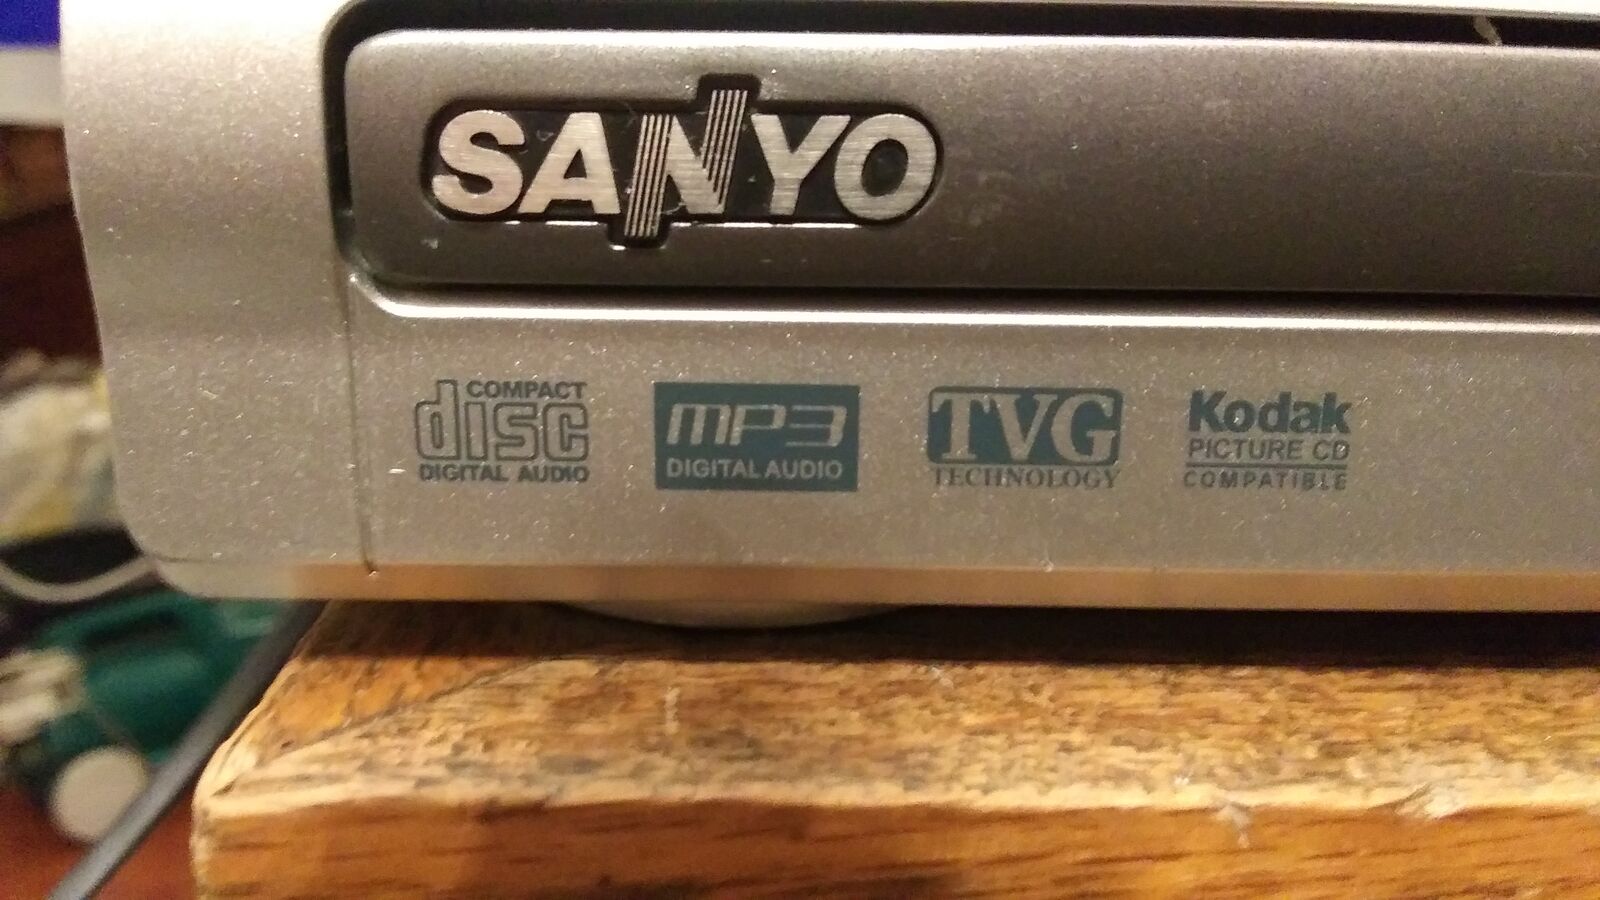 SANYO
COMPACT
disc
DIGITAL AUDIO
MP3
DIGITAL AUDIO
TVG
TECHNOLOGY
Kodak
PICTURE CD
COMPATIBLE